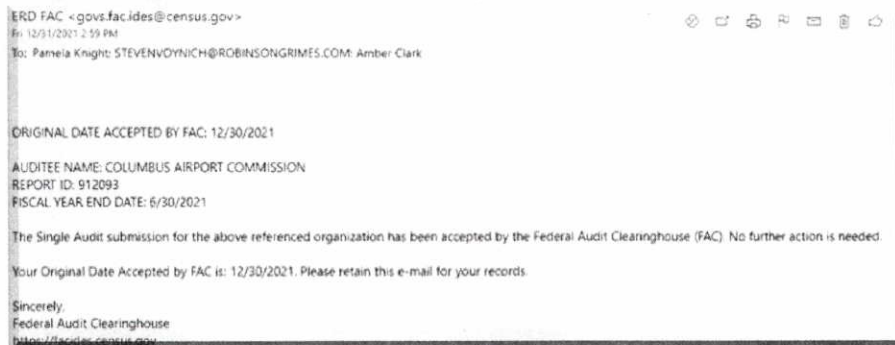 ERD FAC <govs.fac.ides@census.gov>
Fri 12/31/2021 2:59 PM
To: Pamela Knight; STEVENVOYNICH@ROBINSONGRIMES.COM; Amber Clark
ORIGINAL DATE ACCEPTED BY FAC: 12/30/2021
AUDITEE NAME: COLUMBUS AIRPORT COMMISSION
REPORT ID: 912093
FISCAL YEAR END DATE: 6/30/2021
The Single Audit submission for the above referenced organization has been accepted by the Federal Audit Clearinghouse (FAC). No further action is needed.
Your Original Date Accepted by FAC is: 12/30/2021. Please retain this e-mail for your records.
Sincerely,
Federal Audit Clearinghouse
https://facides.census.gov